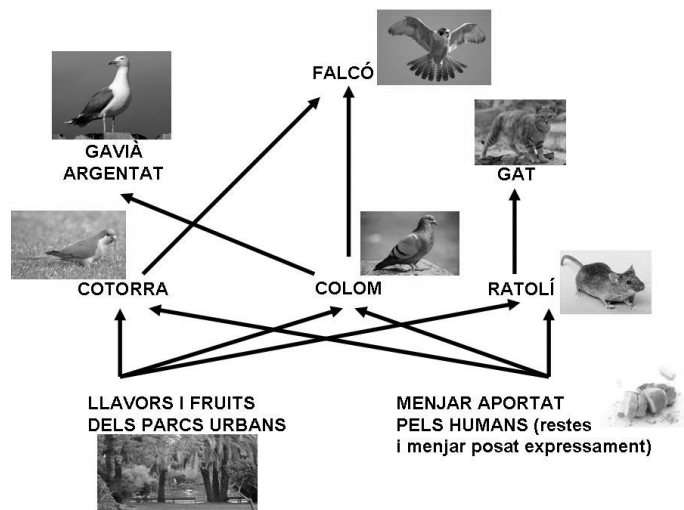 FALCÓ
GAVIÀ
ARGENTAT
GAT
COTORRA
COLOM
RATOLÍ
LLAVORS I FRUITS
DELS PARCS URBANS
MENJAR APORTAT
PELS HUMANS (restes
i menjar posat expressament)